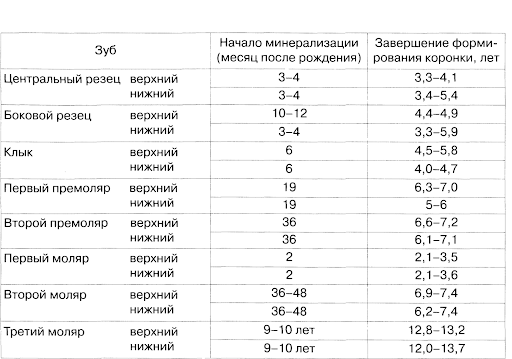 Зуб Начало минерализации Завершение форми-
(месяц после рождения) рования коронки, лет
Центральный резец верхний 3–4 3,3–4,1
нижний 3–4 3,4–5,4
Боковой резец верхний 10–12 4,4–4,9
нижний 3–4 3,3–5,9
Клык верхний 6 4,5–5,8
нижний 6 4,0–4,7
Первый премоляр верхний 19 6,3–7,0
нижний 19 5–6
Второй премоляр верхний 36 6,6–7,2
нижний 36 6,1–7,1
Первый моляр верхний 2 2,1–3,5
нижний 2 2,1–3,6
Второй моляр верхний 36–48 6,9–7,4
нижний 36–48 6,2–7,4
Третий моляр верхний 9–10 лет 12,8–13,2
нижний 9–10 лет 12,0–13,7